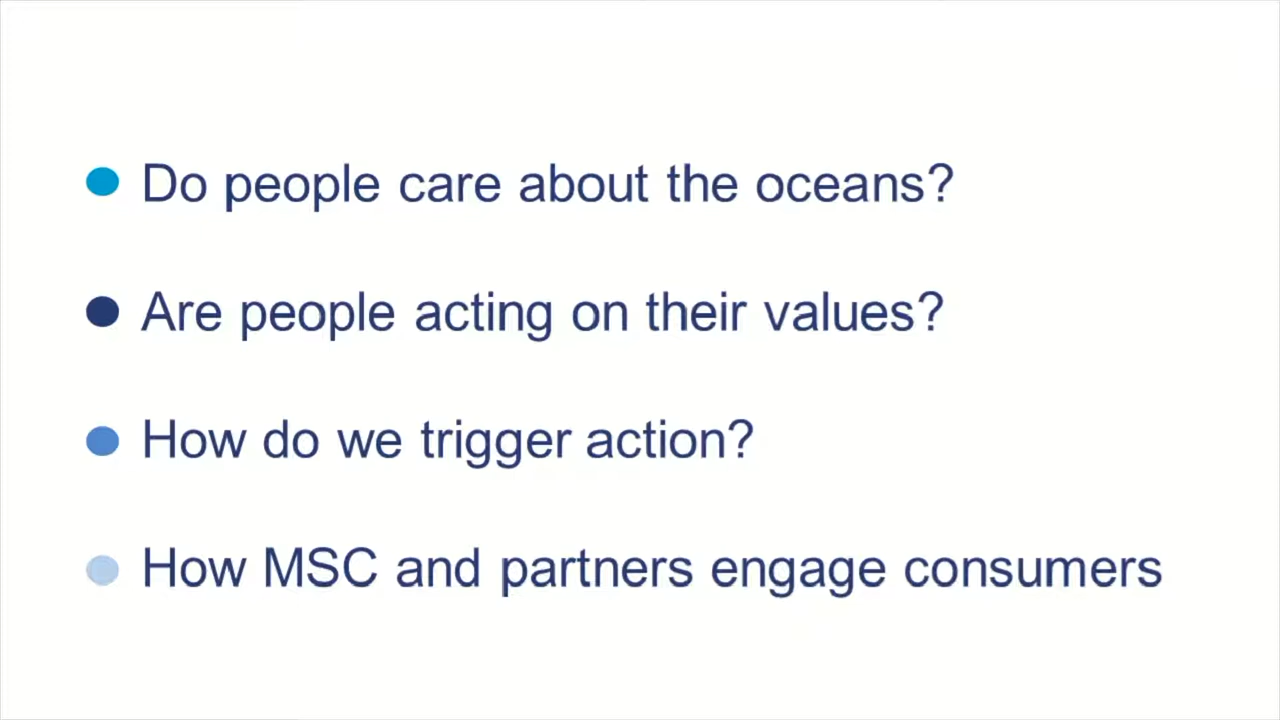 Do people care about the oceans?
Are people acting on their values?
How do we trigger action?
How MSC and partners engage consumers